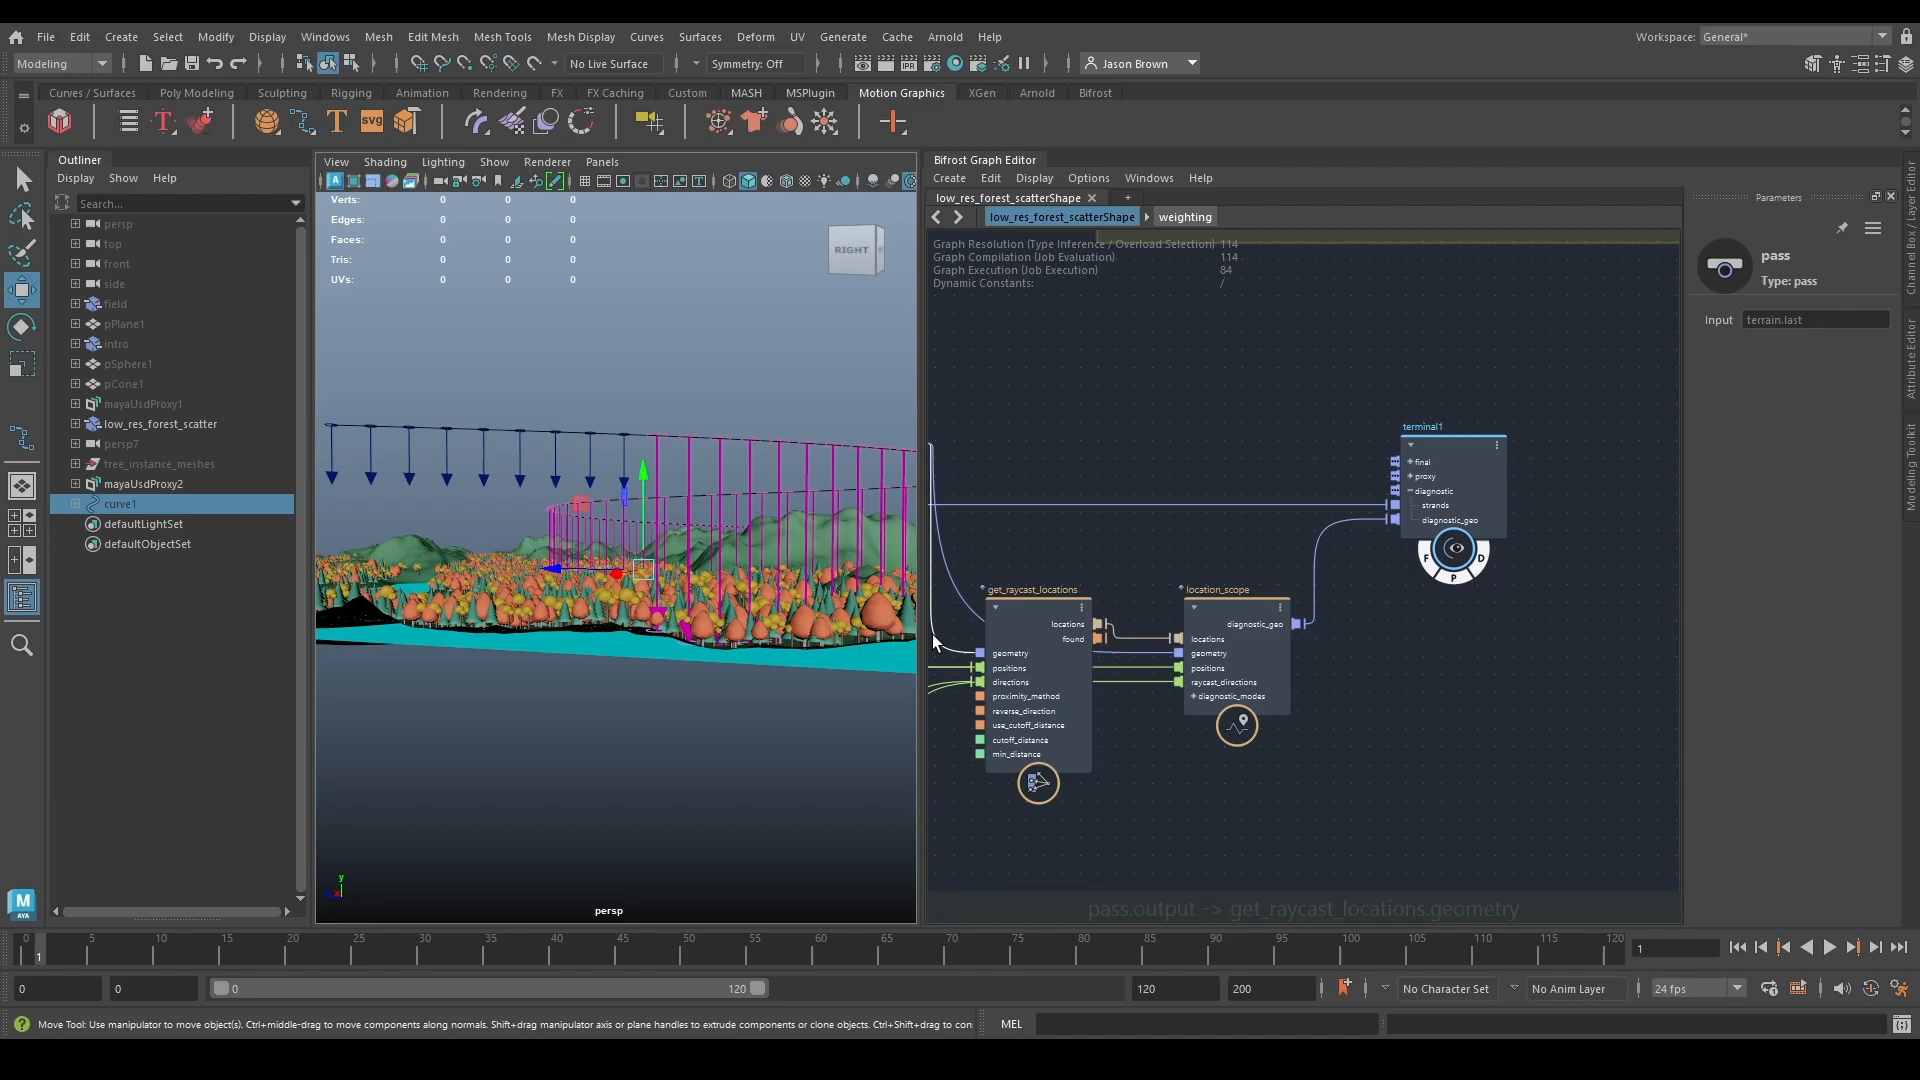 File Edit Create Select Modify Display Windows Mesh Edit Mesh Mesh Tools Mesh Display Curves Surfaces Deform UV Generate Cache Arnold Help
Workspace: General*
Modeling
No Live Surface
Symmetry: Off
IPR
Jason Brown
Curves / Surfaces Poly Modeling Sculpting Rigging Animation Rendering FX FX Caching Custom MASH MSPlugin Motion Graphics XGen Arnold Bifrost
T T SVG
Outliner
Display Show Help
Search...
persp
top
front
side
field
pPlane1
intro
pSphere1
pCone1
mayaUsdProxy1
low_res_forest_scatter
persp7
tree_instance_meshes
mayaUsdProxy2
curve1
defaultLightSet
defaultObjectSet
View Shading Lighting Show Renderer Panels
Verts: 0 0 0
Edges: 0 0 0
Faces: 0 0 0
Tris: 0 0 0
UVs: 0 0 0
RIGHT
y
persp
Bifrost Graph Editor
Create Edit Display Options Windows Help
low_res_forest_scatterShape
low_res_forest_scatterShape weighting
Graph Resolution (Type Inference / Overload Selection) 114
Graph Compilation (Job Evaluation) 114
Graph Execution (Job Execution) 84
Dynamic Constants: /
terminal1
final
proxy
diagnostic
strands
diagnostic_geo
F P D
get_raycast_locations
locations
found
geometry
positions
directions
proximity_method
reverse_direction
use_cutoff_distance
cutoff_distance
min_distance
location_scope
diagnostic_geo
locations
geometry
positions
raycast_directions
diagnostic_modes
pass.output -> get_raycast_locations.geometry
Parameters
pass
Type: pass
Input terrain.last
Channel Box / Layer Editor
Attribute Editor
Modeling Toolkit
M
AYA
0 5 10 15 20 25 30 35 40 45 50 55 60 65 70 75 80 85 90 95 100 105 110 115 120
1
1
0 0 0 120 120 200
No Character Set
No Anim Layer
24 fps
Move Tool: Use manipulator to move object(s). Ctrl+middle-drag to move components along normals. Shift+drag manipulator axis or plane handles to extrude components or clone objects. Ctrl+Shift+drag to con
MEL